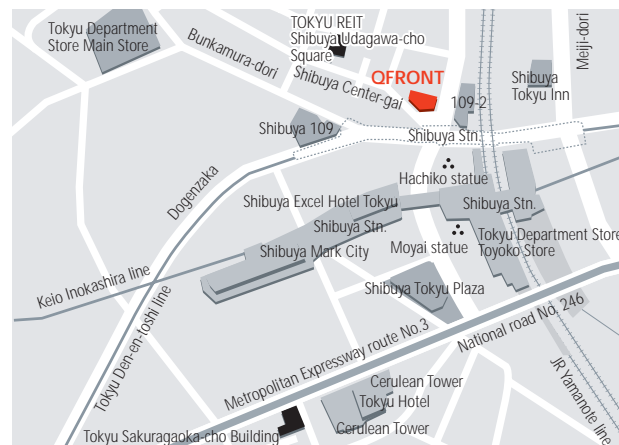 Tokyu Department
Store Main Store
Bunkamura-dori
TOKYU REIT
Shibuya Udagawa-cho
Square
Shibuya Center-gai
QFRONT
109-2
Shibuya
Tokyu Inn
Meiji-dori
Shibuya 109
Shibuya Stn.
Dogenzaka
Hachiko statue
Shibuya Excel Hotel Tokyu
Shibuya Stn.
Shibuya Stn.
Shibuya Mark City
Moyai statue
Tokyu Department Store
Toyoko Store
Keio Inokashira line
Tokyu Den-en-toshi line
Shibuya Tokyu Plaza
Metropolitan Expressway route No.3
National road No. 246
JR Yamanote line
Cerulean Tower
Tokyu Hotel
Cerulean Tower
Tokyu Sakuragaoka-cho Building